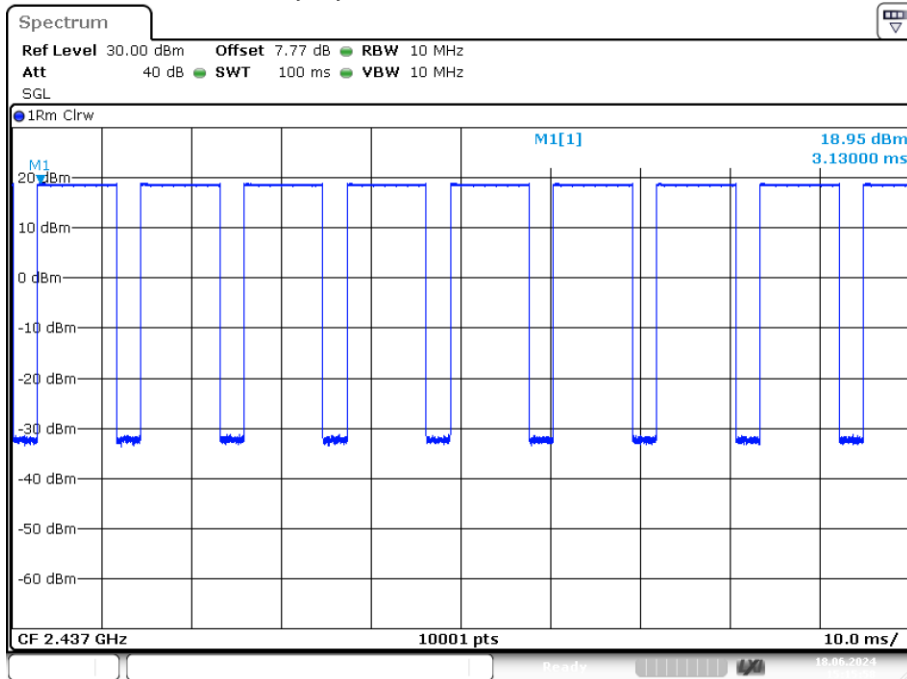 Spectrum
Ref Level 30.00 dBm Offset 7.77 dB RBW 10 MHz
Att 40 dB SWT 100 ms VBW 10 MHz
SGL
1Rm Clrw
M1[1] 18.95 dBm
3.13000 ms
M1
20 dBm
10 dBm
0 dBm
-10 dBm
-20 dBm
-30 dBm
-40 dBm
-50 dBm
-60 dBm
CF 2.437 GHz 10001 pts 10.0 ms/
Ready LXI 18.06.2024